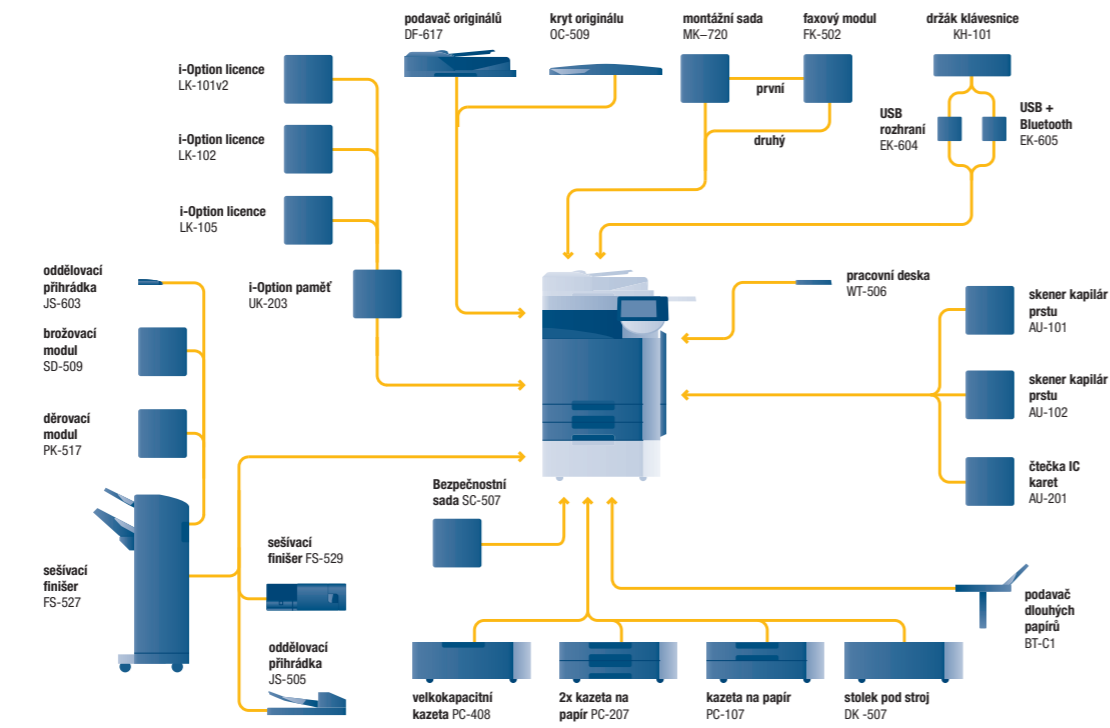 podavač originálů
DF-617
kryt originálu
OC-509
montážní sada
MK–720
faxový modul
FK-502
držák klávesnice
KH-101
i-Option licence
LK-101v2
první
USB
rozhraní
EK-604
USB +
Bluetooth
EK-605
druhý
i-Option licence
LK-102
i-Option licence
LK-105
oddělovací
přihrádka
JS-603
i-Option paměť
UK-203
pracovní deska
WT-506
skener kapilár
prstu
AU-101
brožovací
modul
SD-509
skener kapilár
prstu
AU-102
děrovací
modul
PK-517
čtečka IC
karet
AU-201
Bezpečnostní
sada SC-507
sešívací
finišer FS-529
sešívací
finišer
FS-527
podavač
dlouhých
papírů
BT-C1
oddělovací
přihrádka
JS-505
velkokapacitní
kazeta PC-408
2x kazeta na
papír PC-207
kazeta na papír
PC-107
stolek pod stroj
DK -507